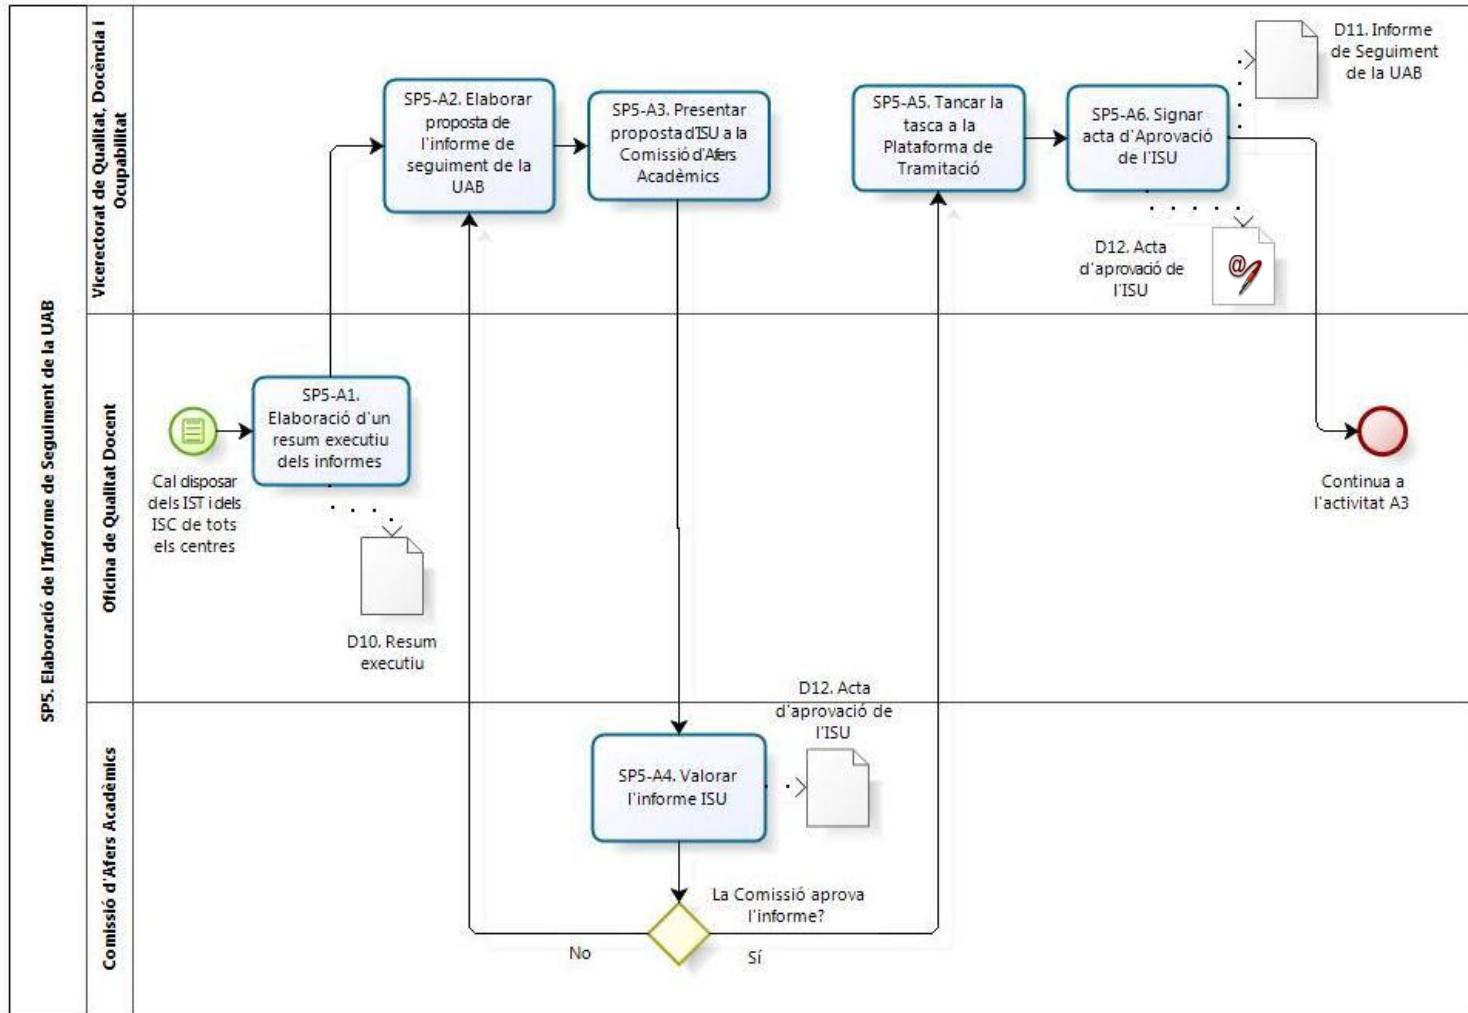 SP5. Elaboració de l'Informe de Seguiment de la UAB
Vicerectorat de Qualitat, Docència i
Ocupabilitat
SP5-A2. Elaborar
proposta de
l'informe de
seguiment de la
UAB
SP5-A3. Presentar
proposta d'ISU a la
Comissió d'Afers
Acadèmics
SP5-A5. Tancar la
tasca a la
Plataforma de
Tramitació
SP5-A6. Signar
acta d'Aprovació
de l'ISU
D11. Informe
de Seguiment
de la UAB
D12. Acta
d'aprovació de
l'ISU
@
Oficina de Qualitat Docent
Cal disposar
dels IST i dels
ISC de tots
els centres
SP5-A1.
Elaboració d'un
resum executiu
dels informes
D10. Resum
executiu
Continua a
l'activitat A3
Comissió d'Afers Acadèmics
SP5-A4. Valorar
l'informe ISU
D12. Acta
d'aprovació de
l'ISU
La Comissió aprova
l'informe?
No
Sí